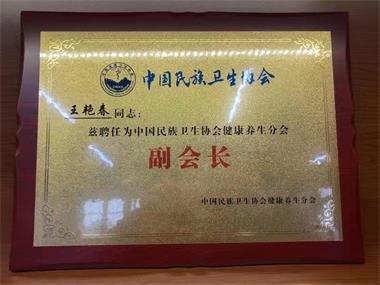 中国民族卫生协会
王艳春同志：
兹聘任为中国民族卫生协会健康养生分会
副会长
中国民族卫生协会健康养生分会